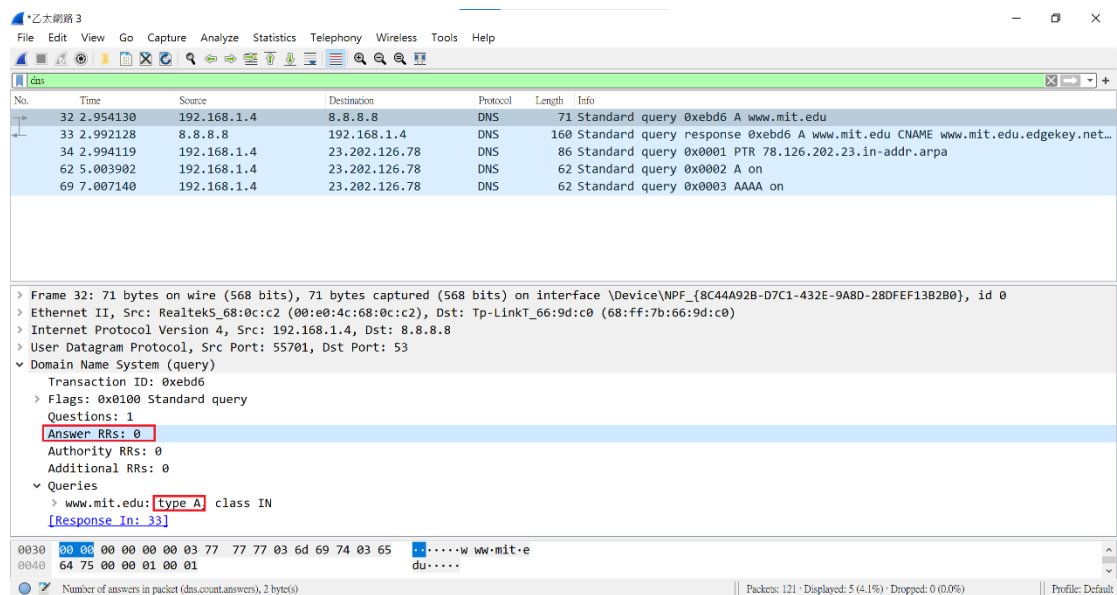 *乙太網路 3
File Edit View Go Capture Analyze Statistics Telephony Wireless Tools Help
dns
No. Time Source Destination Protocol Length Info
32 2.954130 192.168.1.4 8.8.8.8 DNS 71 Standard query 0xebd6 A www.mit.edu
33 2.992128 8.8.8.8 192.168.1.4 DNS 160 Standard query response 0xebd6 A www.mit.edu CNAME www.mit.edu.edgekey.net…
34 2.994119 192.168.1.4 23.202.126.78 DNS 86 Standard query 0x0001 PTR 78.126.202.23.in-addr.arpa
62 5.003902 192.168.1.4 23.202.126.78 DNS 62 Standard query 0x0002 A on
69 7.007140 192.168.1.4 23.202.126.78 DNS 62 Standard query 0x0003 AAAA on
> Frame 32: 71 bytes on wire (568 bits), 71 bytes captured (568 bits) on interface \Device\NPF_{8C44A92B-D7C1-432E-9A8D-28DFEF13B2B0}, id 0
> Ethernet II, Src: RealtekS_68:0c:c2 (00:e0:4c:68:0c:c2), Dst: Tp-LinkT_66:9d:c0 (68:ff:7b:66:9d:c0)
> Internet Protocol Version 4, Src: 192.168.1.4, Dst: 8.8.8.8
> User Datagram Protocol, Src Port: 55701, Dst Port: 53
Domain Name System (query)
Transaction ID: 0xebd6
> Flags: 0x0100 Standard query
Questions: 1
Answer RRs: 0
Authority RRs: 0
Additional RRs: 0
Queries
> www.mit.edu: type A, class IN
[Response In: 33]
0030 00 00 00 00 00 00 03 77 77 77 03 6d 69 74 03 65 ·······w ww·mit·e
0040 64 75 00 00 01 00 01 du·····
Number of answers in packet (dns.count.answers), 2 byte(s) Packets: 121 · Displayed: 5 (4.1%) · Dropped: 0 (0.0%) Profile: Default